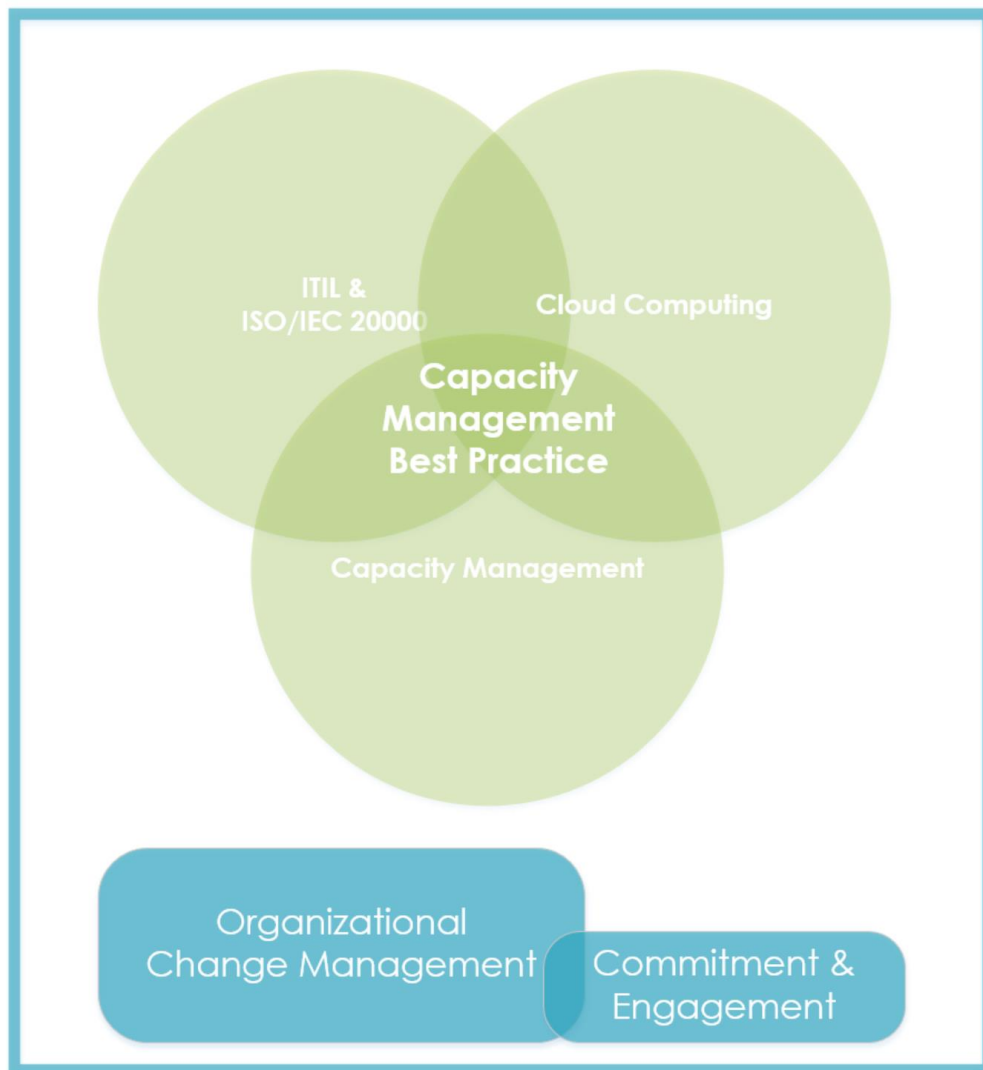 ITIL &
ISO/IEC 20000
Cloud Computing
Capacity
Management
Best Practice
Capacity Management
Organizational
Change Management
Commitment &
Engagement